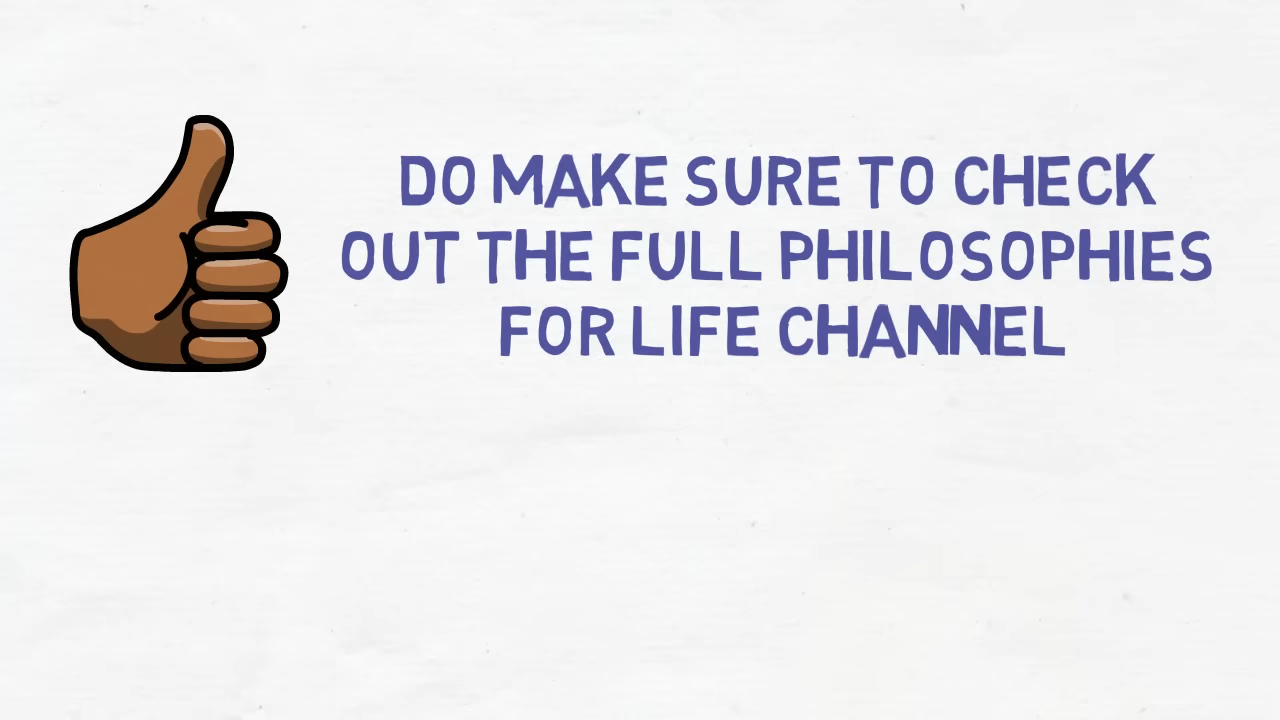 DO MAKE SURE TO CHECK
OUT THE FULL PHILOSOPHIES
FOR LIFE CHANNEL